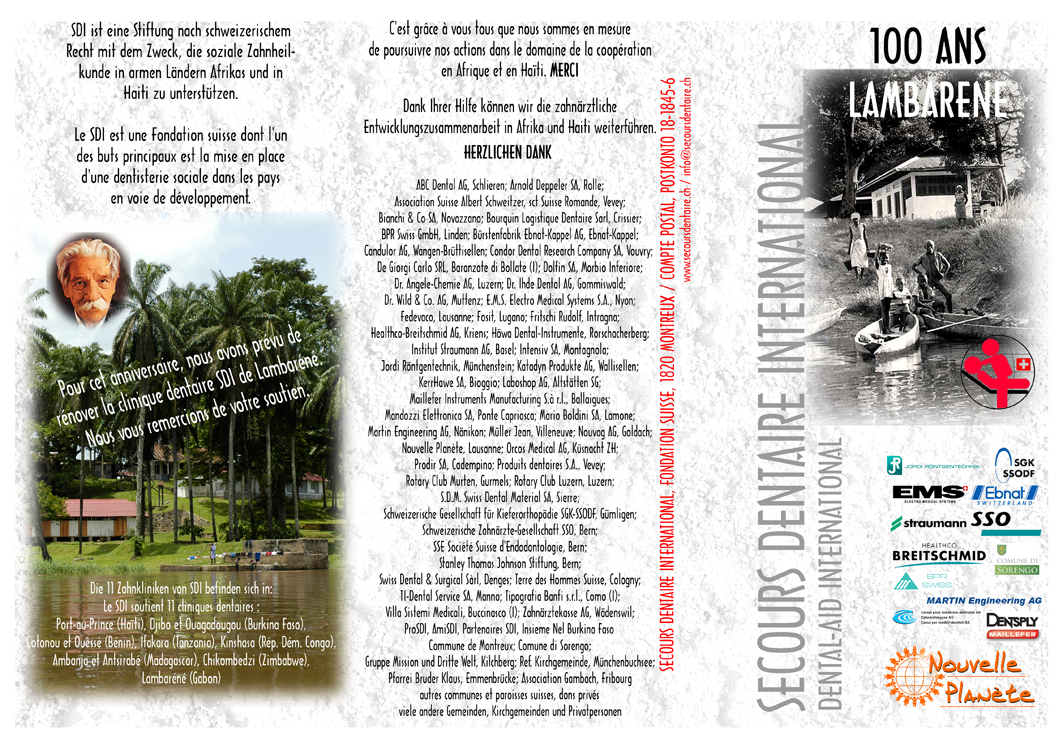 SDI ist eine Stiftung nach schweizerischem
Recht mit dem Zweck, die soziale Zahnheil-
kunde in armen Ländern Afrikas und in
Haiti zu unterstützen.
Le SDI est une Fondation suisse dont l'un
des buts principaux est la mise en place
d'une dentisterie sociale dans les pays
en voie de développement.
Pour cet anniversaire, nous avons prévu de
rénover la clinique dentaire SDI de Lambaréné.
Nous vous remercions de votre soutien.
Die 11 Zahnkliniken von SDI befinden sich in:
Le SDI soutient 11 cliniques dentaires :
Port-au-Prince (Haïti), Djibo et Ouagadougou (Burkina Faso),
Cotonou et Ouèssè (Bénin), Ifakara (Tanzania), Kinshasa (Rép. Dém. Congo),
Ambanja et Antsirabé (Madagascar), Chikombedzi (Zimbabwe),
Lambaréné (Gabon)
C'est grâce à vous tous que nous sommes en mesure
de poursuivre nos actions dans le domaine de la coopération
en Afrique et en Haïti. MERCI
Dank Ihrer Hilfe können wir die zahnärztliche
Entwicklungszusammenarbeit in Afrika und Haiti weiterführen.
HERZLICHEN DANK
ABC Dental AG, Schlieren; Arnold Deppeler SA, Rolle;
Association Suisse Albert Schweitzer, sct Suisse Romande, Vevey;
Bianchi & Co SA, Novazzano; Bourquin Logistique Dentaire Sarl, Crissier;
BPR Swiss GmbH, Linden; Bürstenfabrik Ebnat-Kappel AG, Ebnat-Kappel;
Candulor AG, Wangen-Brüttisellen; Condor Dental Research Company SA, Vouvry;
De Giorgi Carlo SRL, Baranzate di Bollate (I); Dolfin SA, Morbio Inferiore;
Dr. Angele-Chemie AG, Luzern; Dr. Ihde Dental AG, Gommiswald;
Dr. Wild & Co. AG, Muttenz; E.M.S. Electro Medical Systems S.A., Nyon;
Fedevaco, Lausanne; Fosit, Lugano; Fritschi Rudolf, Intragna;
Healthco-Breitschmid AG, Kriens; Höwa Dental-Instrumente, Rorschacherberg;
Institut Straumann AG, Basel; Intensiv SA, Montagnola;
Jordi Röntgentechnik, Münchenstein; Katadyn Produkte AG, Wallisellen;
KerrHawe SA, Bioggio; Laboshop AG, Altstätten SG;
Maillefer Instruments Manufacturing S.à r.l., Ballaigues;
Mandozzi Elettronica SA, Ponte Capriasca; Mario Boldini SA, Lamone;
Martin Engineering AG, Nänikon; Müller Jean, Villeneuve; Nouvag AG, Goldach;
Nouvelle Planète, Lausanne; Orcos Medical AG, Küsnacht ZH;
Prodir SA, Cadempino; Produits dentaires S.A., Vevey;
Rotary Club Murten, Gurmels; Rotary Club Luzern, Luzern;
S.D.M. Swiss Dental Material SA, Sierre;
Schweizerische Gesellschaft für Kieferorthopädie SGK-SSODF, Gümligen;
Schweizerische Zahnärzte-Gesellschaft SSO, Bern;
SSE Société Suisse d'Endodontologie, Bern;
Stanley Thomas Johnson Stiftung, Bern;
Swiss Dental & Surgical Sàrl, Denges; Terre des Hommes Suisse, Cologny;
TI-Dental Service SA, Manno; Tipografia Banfi s.r.l., Como (I);
Villa Sistemi Medicali, Buccinasco (I); Zahnärztekasse AG, Wädenswil;
ProSDI, AmiSDI, Partenaires SDI, Insieme Nel Burkina Faso
Commune de Montreux; Comune di Sorengo;
Gruppe Mission und Dritte Welt, Kilchberg; Ref. Kirchgemeinde, Münchenbuchsee;
Pfarrei Bruder Klaus, Emmenbrücke; Association Gambach, Fribourg
autres communes et paroisses suisses, dons privés
viele andere Gemeinden, Kirchgemeinden und Privatpersonen
SECOURS DENTAIRE INTERNATIONAL, FONDATION SUISSE, 1820 MONTREUX / COMPTE POSTAL, POSTKONTO 18-1845-6
www.secoursdentaire.ch / info@secoursdentaire.ch
SECOURS DENTAIRE INTERNATIONAL
DENTAL-AID INTERNATIONAL
100 ANS
LAMBARENE
JORDI RÖNTGENTECHNIK
SGK
SSODF
EMS
ELECTRO MEDICAL SYSTEMS
Ebnat
SWITZERLAND
straumann
SSO
HEALTHCO
BREITSCHMID
COMUNE DI
SORENGO
BPR
SWISS
MARTIN Engineering AG
Zahnärztekasse AG
DENTSPLY
MAILLEFER
Nouvelle
Planète